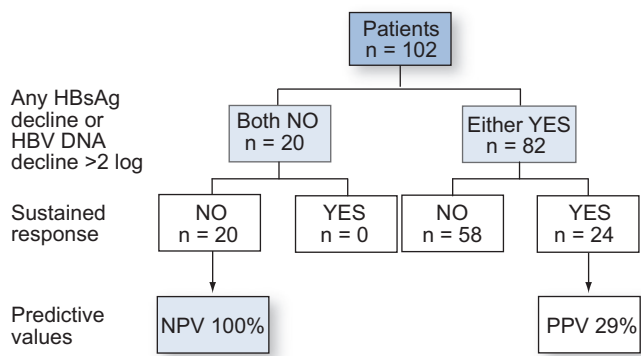 Patients
n = 102
Any HBsAg
decline or
HBV DNA
decline >2 log
Both NO
n = 20
Either YES
n = 82
Sustained
response
NO
n = 20
YES
n = 0
NO
n = 58
YES
n = 24
Predictive
values
NPV 100%
PPV 29%